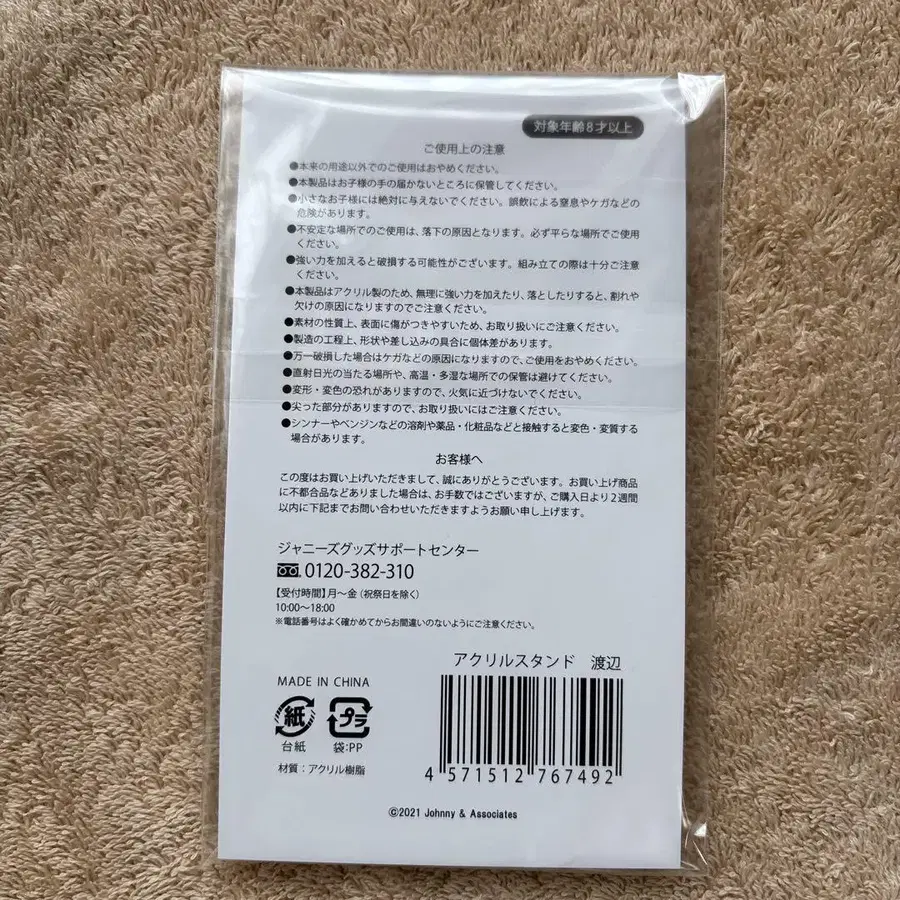 対象年齢8才以上
ご使用上の注意
●本来の用途以外でのご使用はおやめください。
●本製品はお子様の手の届かないところに保管してください。
●小さなお子様には絶対に与えないでください。誤飲による窒息やケガなどの
危険があります。
●不安定な場所でのご使用は、落下の原因となります。必ず平らな場所でご使用
ください。
●強い力を加えると破損する可能性がございます。組み立ての際は十分ご注意
ください。
●本製品はアクリル製のため、無理に強い力を加えたり、落としたりすると、割れや
欠けの原因になりますのでご注意ください。
●素材の性質上、表面に傷がつきやすいため、お取り扱いにご注意ください。
●製造の工程上、形状や差し込みの具合に個体差があります。
●万一破損した場合はケガなどの原因になりますので、ご使用をおやめください。
●直射日光の当たる場所や、高温・多湿な場所での保管は避けてください。
●変形・変色の恐れがありますので、火気に近づけないでください。
●尖った部分がありますので、お取り扱いにはご注意ください。
●シンナーやベンジンなどの溶剤や薬品・化粧品などと接触すると変色・変質する
場合があります。
お客様へ
この度はお買い上げいただきまして、誠にありがとうございます。お買い上げ商品
に不都合品などありました場合は、お手数ではございますが、ご購入日より2週間
以内に下記までお問い合わせいただきますようお願い申し上げます。
ジャニーズグッズサポートセンター
0120-382-310
【受付時間】月〜金(祝祭日を除く)
10:00〜18:00
※電話番号はよく確かめてからお間違いのないようにご注意ください。
アクリルスタンド 渡辺
MADE IN CHINA
紙 プラ
台紙 袋:PP
材質:アクリル樹脂
4 571512 767492
©2021 Johnny & Associates